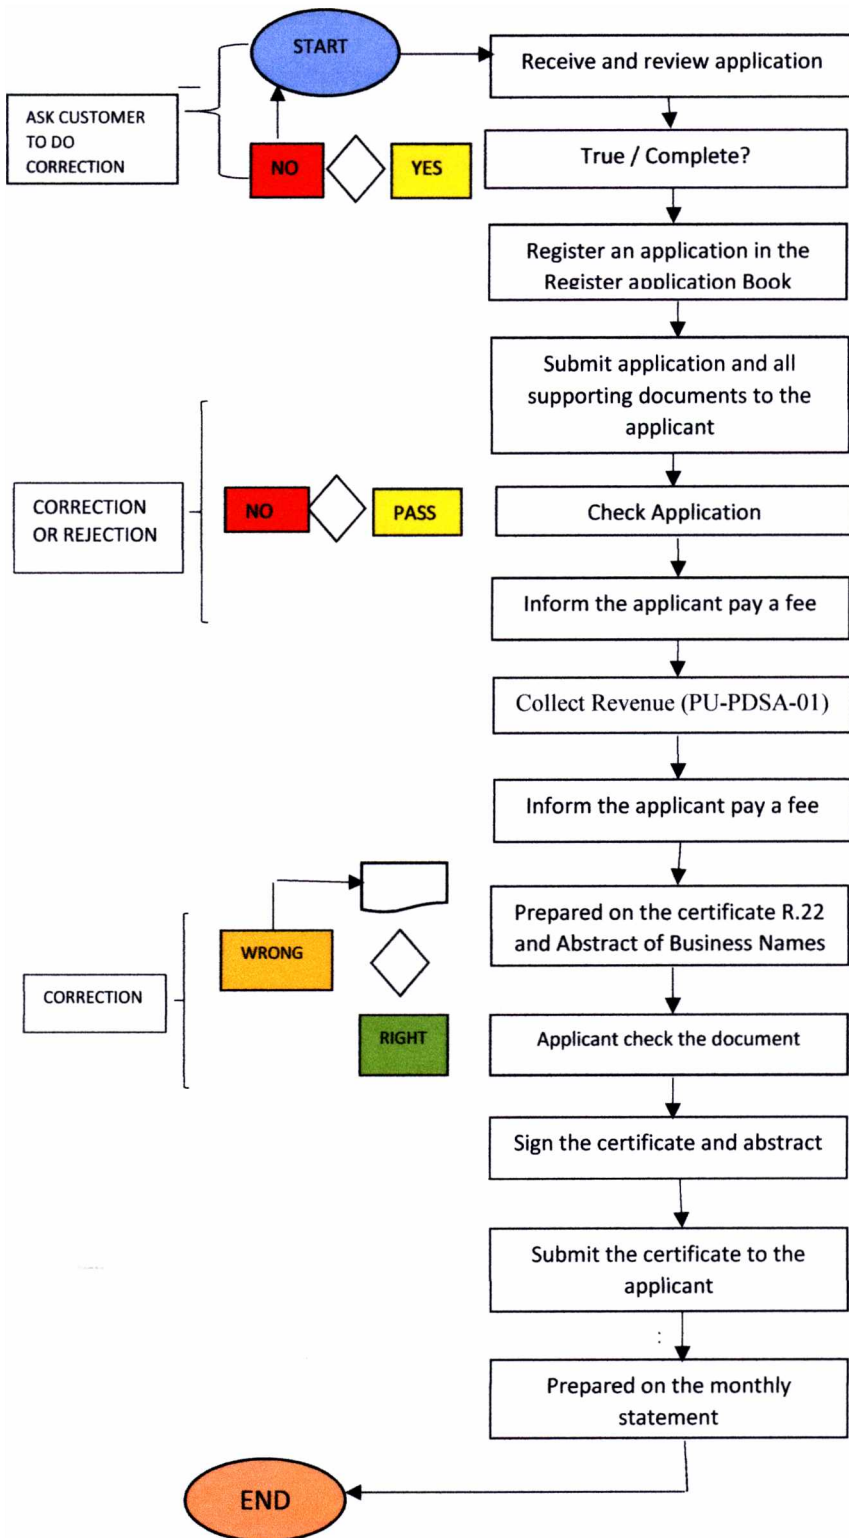 START
Receive and review application
ASK CUSTOMER
TO DO
CORRECTION
NO
YES
True / Complete?
Register an application in the
Register application Book
Submit application and all
supporting documents to the
applicant
CORRECTION
OR REJECTION
NO
PASS
Check Application
Inform the applicant pay a fee
Collect Revenue (PU-PDSA-01)
Inform the applicant pay a fee
Prepared on the certificate R.22
and Abstract of Business Names
WRONG
CORRECTION
RIGHT
Applicant check the document
Sign the certificate and abstract
Submit the certificate to the
applicant
:
Prepared on the monthly
statement
END